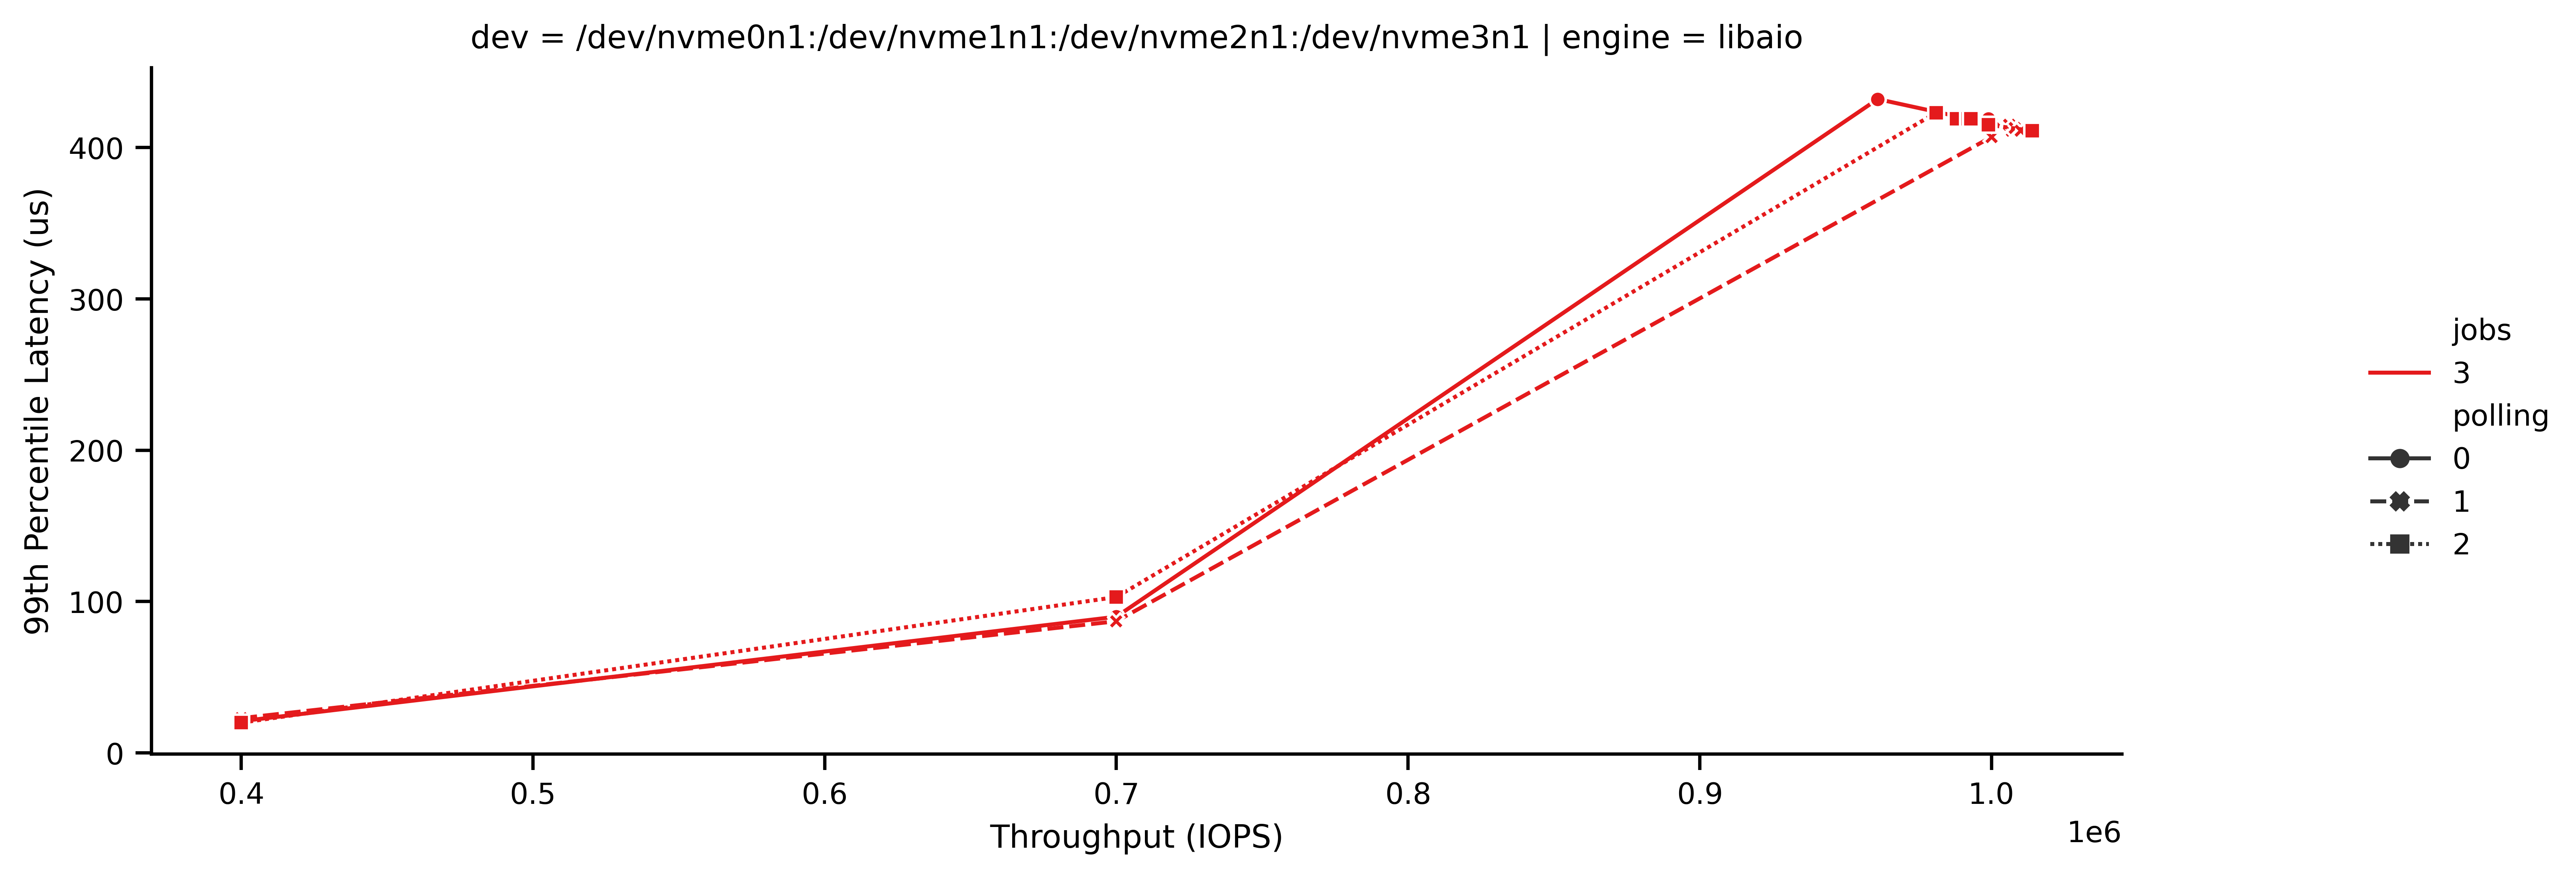 dev = /dev/nvme0n1:/dev/nvme1n1:/dev/nvme2n1:/dev/nvme3n1 | engine = libaio
99th Percentile Latency (us)
400
300
200
100
0
0.4 0.5 0.6 0.7 0.8 0.9 1.0
1e6
Throughput (IOPS)
jobs
3
polling
0
1
2